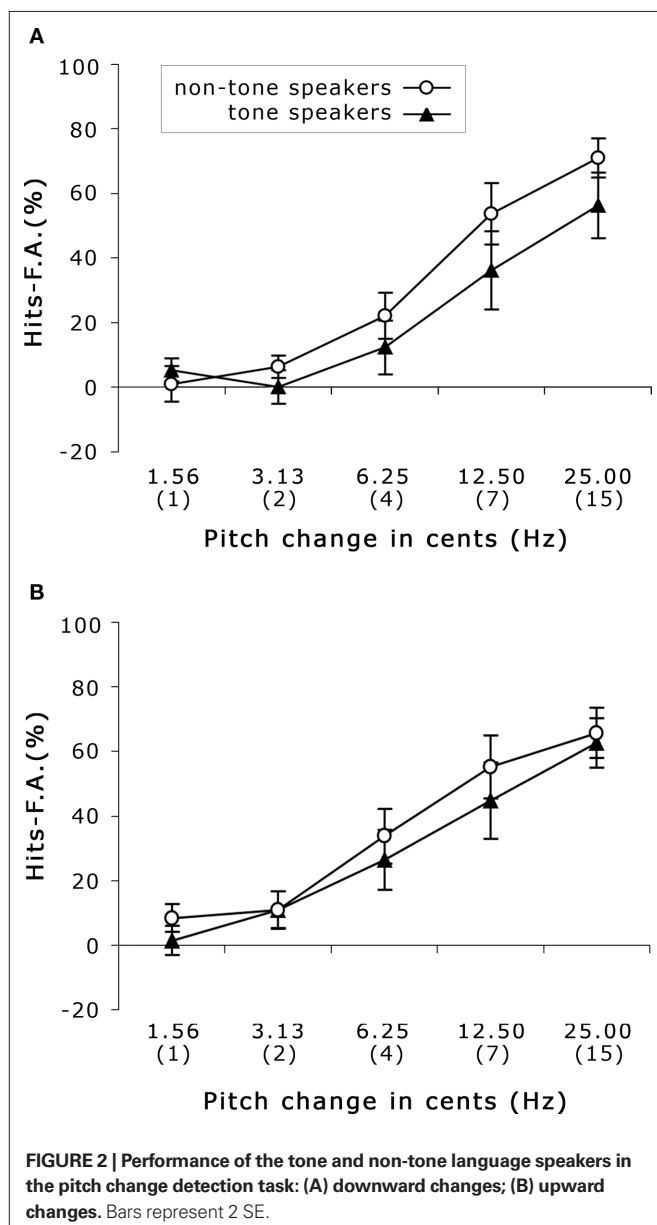 A
100
80
60
40
20
0
-20
Hits-F.A.(%)
non-tone speakers
tone speakers
1.56 3.13 6.25 12.50 25.00
(1) (2) (4) (7) (15)
Pitch change in cents (Hz)
B
100
80
60
40
20
0
-20
Hits-F.A.(%)
1.56 3.13 6.25 12.50 25.00
(1) (2) (4) (7) (15)
Pitch change in cents (Hz)
FIGURE 2 | Performance of the tone and non-tone language speakers in
the pitch change detection task: (A) downward changes; (B) upward
changes. Bars represent 2 SE.